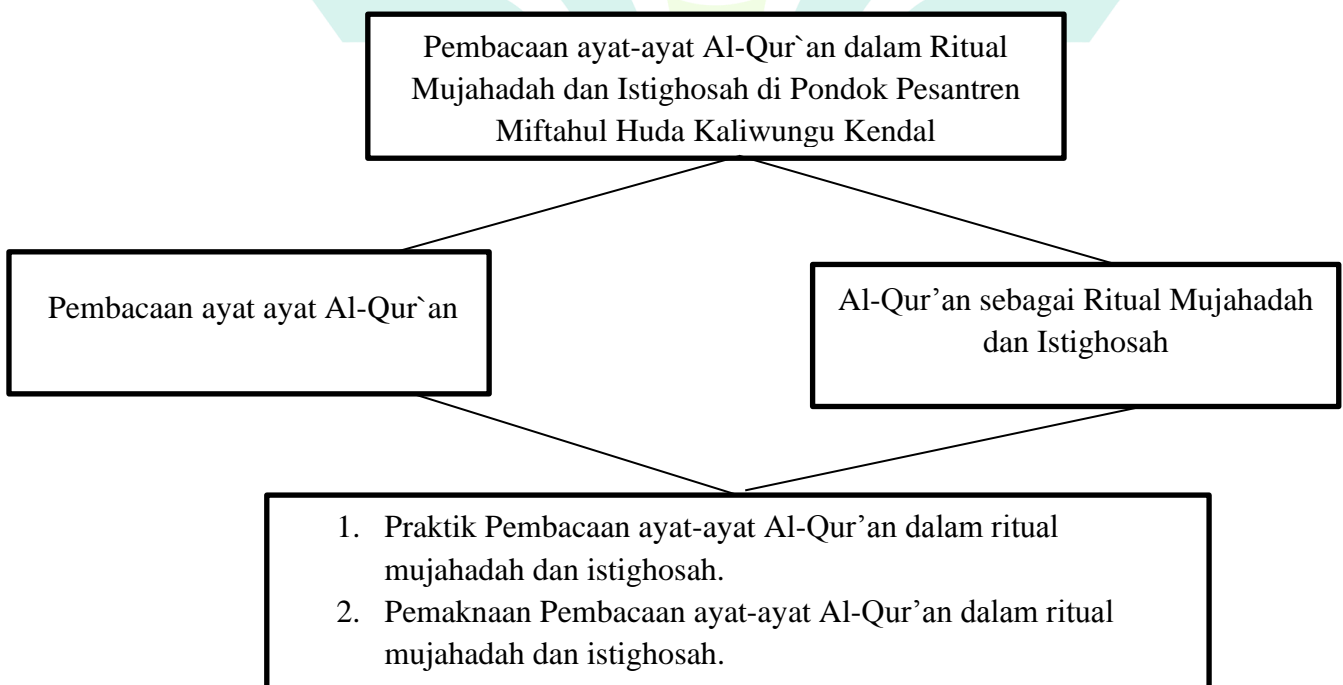 Pembacaan ayat-ayat Al-Qur`an dalam Ritual
Mujahadah dan Istighosah di Pondok Pesantren
Miftahul Huda Kaliwungu Kendal
Pembacaan ayat ayat Al-Qur`an
Al-Qur’an sebagai Ritual Mujahadah
dan Istighosah
1. Praktik Pembacaan ayat-ayat Al-Qur’an dalam ritual
mujahadah dan istighosah.
2. Pemaknaan Pembacaan ayat-ayat Al-Qur’an dalam ritual
mujahadah dan istighosah.